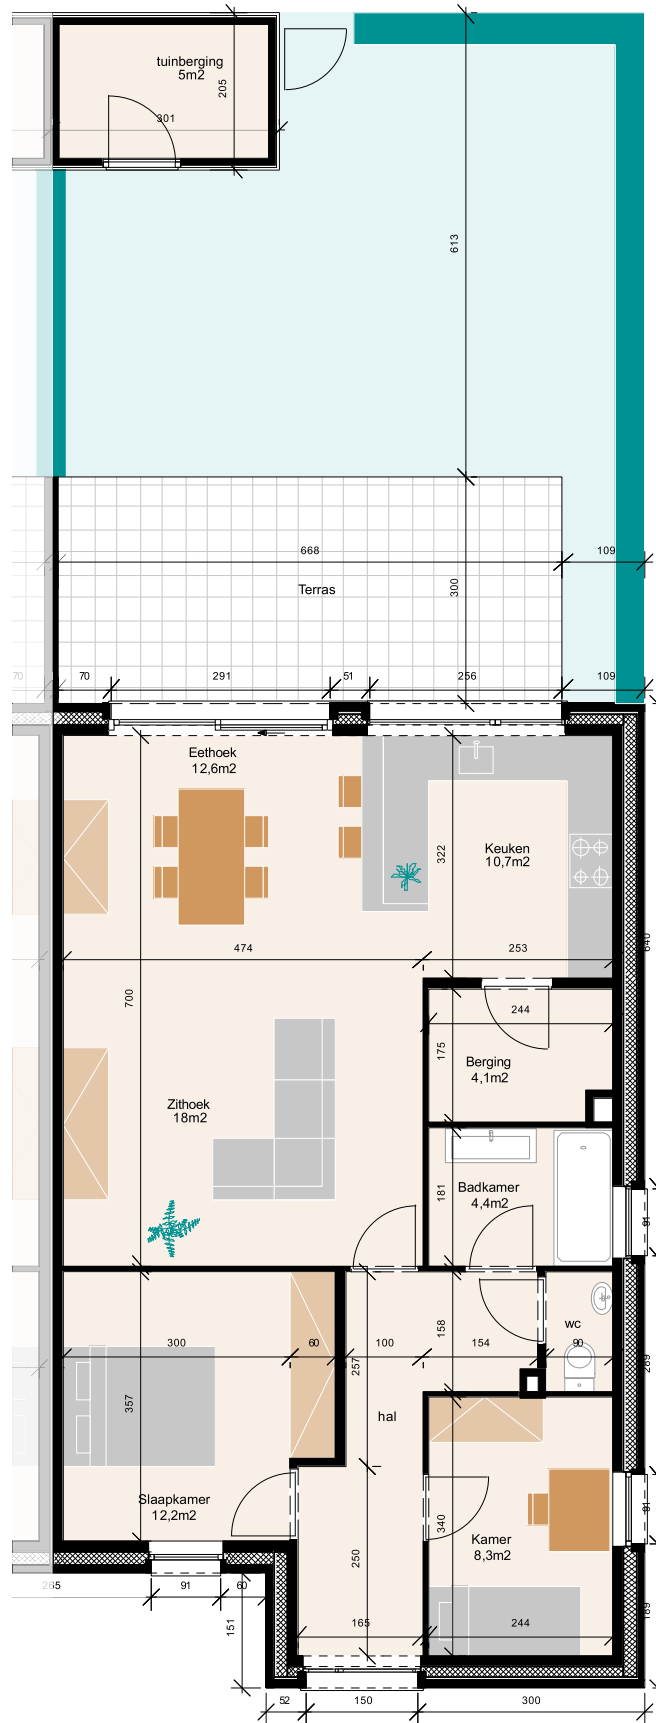 tuinberging
5m2
205
301
613
668
109
Terras
300
70
70
291
51
256
109
Eethoek
12,6m2
Keuken
10,7m2
322
640
474
253
700
244
175
Berging
4,1m2
Zithoek
18m2
Badkamer
4,4m2
181
91
158
wc
300
60
100
154
90
257
289
357
hal
Slaapkamer
12,2m2
91
340
Kamer
8,3m2
250
265
91
60
151
165
244
189
52
150
300